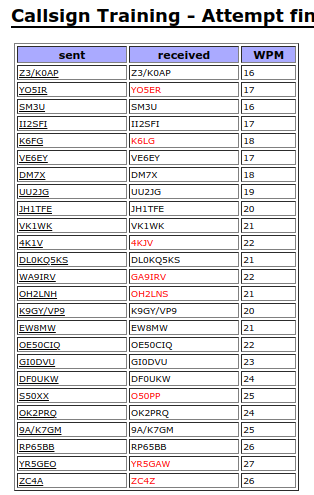 Callsign Training – Attempt fin
sent received WPM
Z3/K0AP Z3/K0AP 16
YO5IR YO5ER 17
SM3U SM3U 16
II2SFI II2SFI 17
K6FG K6LG 18
VE6EY VE6EY 17
DM7X DM7X 18
UU2JG UU2JG 19
JH1TFE JH1TFE 20
VK1WK VK1WK 21
4K1V 4KJV 22
DL0KQ5KS DL0KQ5KS 21
WA9IRV GA9IRV 22
OH2LNH OH2LNS 21
K9GY/VP9 K9GY/VP9 20
EW8MW EW8MW 21
OE50CIQ OE50CIQ 22
GI0DVU GI0DVU 23
DF0UKW DF0UKW 24
S50XX O50PP 25
OK2PRQ OK2PRQ 24
9A/K7GM 9A/K7GM 25
RP65BB RP65BB 26
YR5GEO YR5GAW 27
ZC4A ZC4Z 26